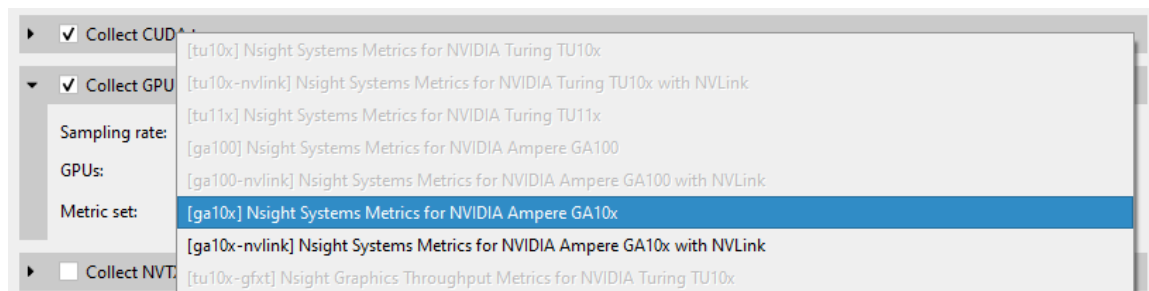 Collect CUDA
[tu10x] Nsight Systems Metrics for NVIDIA Turing TU10x
[tu10x-nvlink] Nsight Systems Metrics for NVIDIA Turing TU10x with NVLink
Collect GPU
[tu11x] Nsight Systems Metrics for NVIDIA Turing TU11x
Sampling rate:
[ga100] Nsight Systems Metrics for NVIDIA Ampere GA100
GPUs:
[ga100-nvlink] Nsight Systems Metrics for NVIDIA Ampere GA100 with NVLink
Metric set:
[ga10x] Nsight Systems Metrics for NVIDIA Ampere GA10x
[ga10x-nvlink] Nsight Systems Metrics for NVIDIA Ampere GA10x with NVLink
Collect NVTX
[tu10x-gfxt] Nsight Graphics Throughput Metrics for NVIDIA Turing TU10x